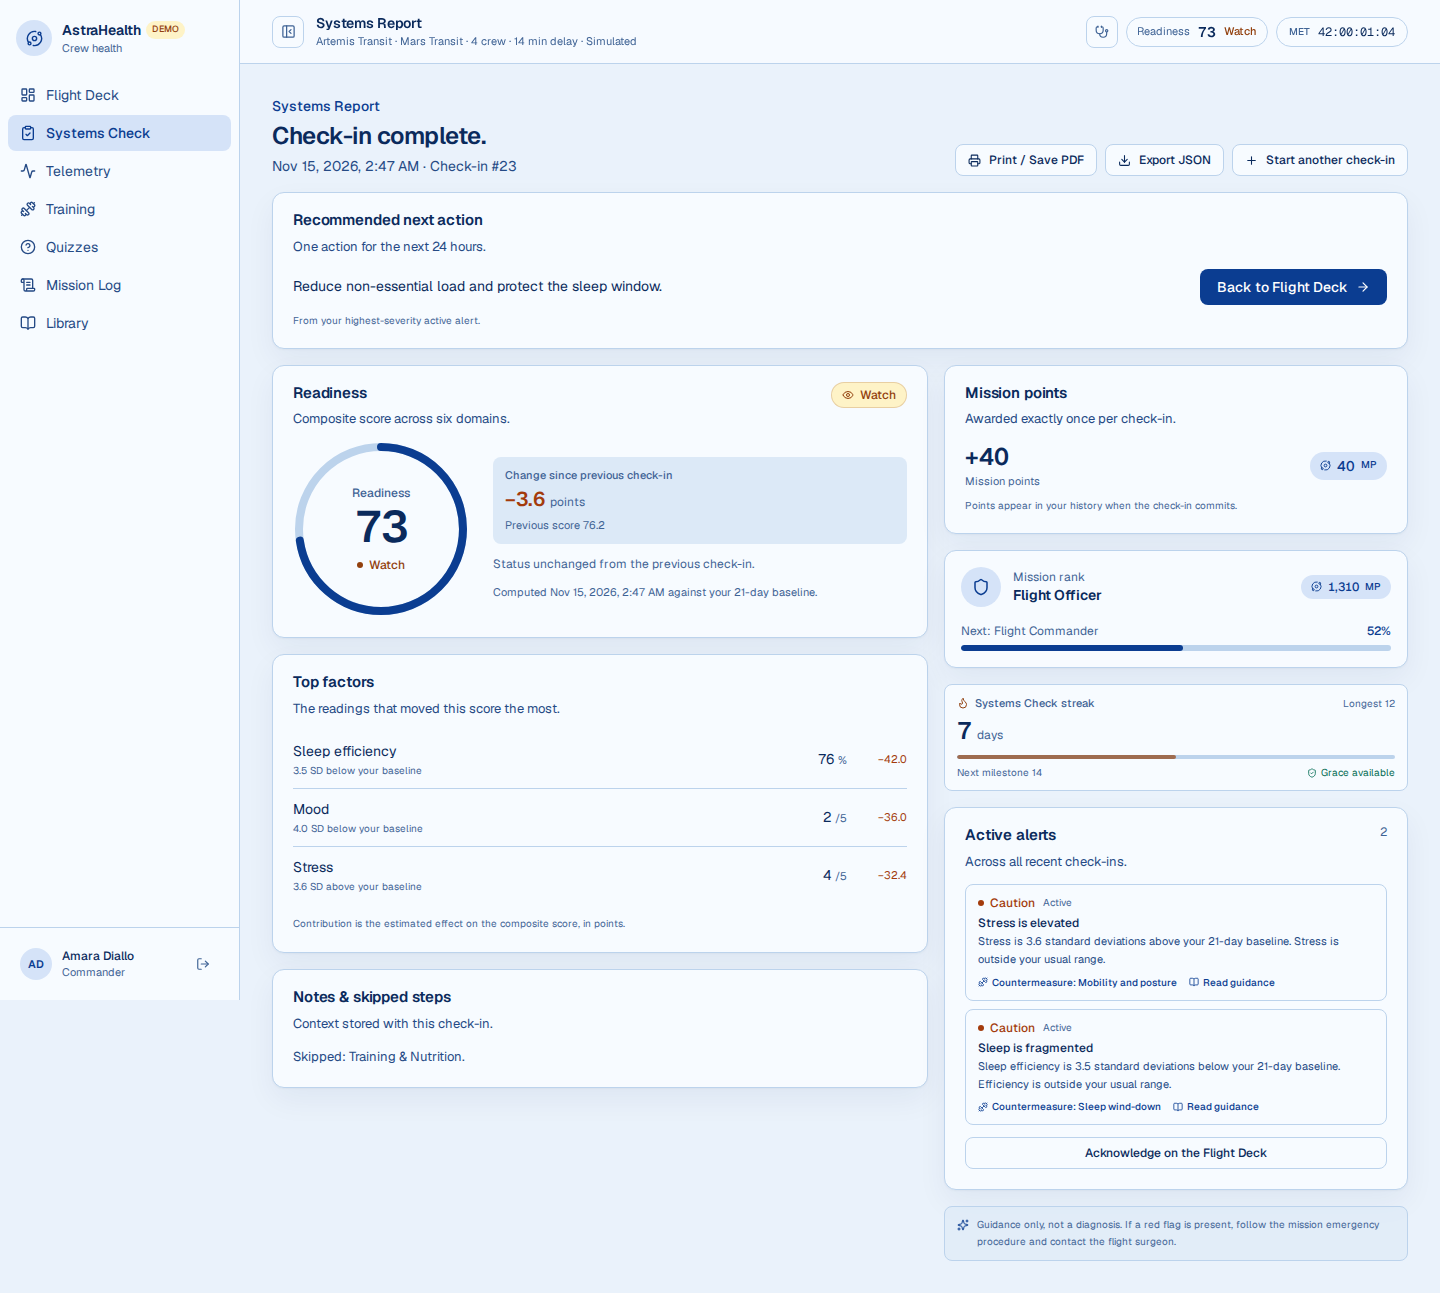 AstraHealth DEMO
Crew health
Flight Deck
Systems Check
Telemetry
Training
Quizzes
Mission Log
Library
AD
Amara Diallo
Commander
Systems Report
Artemis Transit · Mars Transit · 4 crew · 14 min delay · Simulated
Readiness 73 Watch
MET 42:00:01:04
Systems Report
Check-in complete.
Nov 15, 2026, 2:47 AM · Check-in #23
Print / Save PDF
Export JSON
Start another check-in
Recommended next action
One action for the next 24 hours.
Reduce non-essential load and protect the sleep window.
Back to Flight Deck
From your highest-severity active alert.
Readiness
Watch
Composite score across six domains.
Readiness
73
Watch
Change since previous check-in
−3.6 points
Previous score 76.2
Status unchanged from the previous check-in.
Computed Nov 15, 2026, 2:47 AM against your 21-day baseline.
Top factors
The readings that moved this score the most.
Sleep efficiency
3.5 SD below your baseline
76 %
−42.0
Mood
4.0 SD below your baseline
2 /5
−36.0
Stress
3.6 SD above your baseline
4 /5
−32.4
Contribution is the estimated effect on the composite score, in points.
Notes & skipped steps
Context stored with this check-in.
Skipped: Training & Nutrition.
Mission points
Awarded exactly once per check-in.
+40
Mission points
40 MP
Points appear in your history when the check-in commits.
Mission rank
Flight Officer
1,310 MP
Next: Flight Commander
52%
Systems Check streak
Longest 12
7 days
Next milestone 14
Grace available
Active alerts
2
Across all recent check-ins.
Caution Active
Stress is elevated
Stress is 3.6 standard deviations above your 21-day baseline. Stress is
outside your usual range.
Countermeasure: Mobility and posture
Read guidance
Caution Active
Sleep is fragmented
Sleep efficiency is 3.5 standard deviations below your 21-day baseline.
Efficiency is outside your usual range.
Countermeasure: Sleep wind-down
Read guidance
Acknowledge on the Flight Deck
Guidance only, not a diagnosis. If a red flag is present, follow the mission emergency
procedure and contact the flight surgeon.